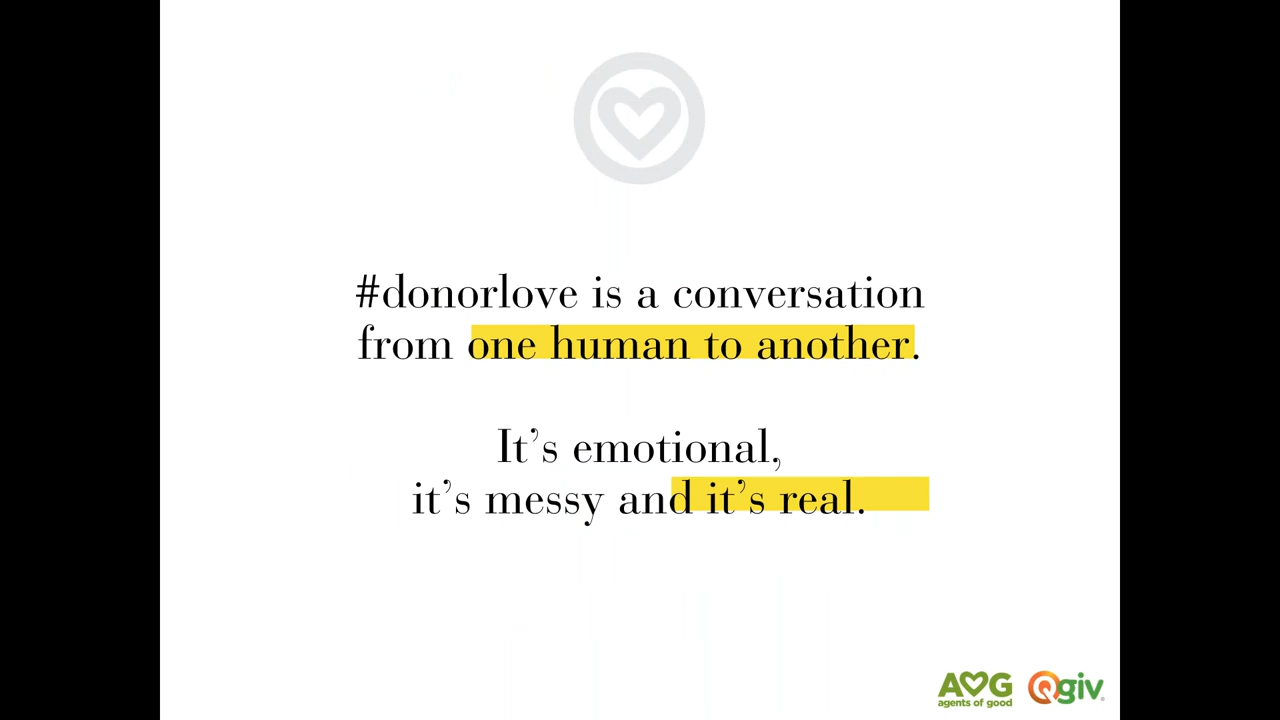 #donorlove is a conversation
from one human to another.
It’s emotional,
it’s messy and it’s real.
A G
agents of good
Qgiv